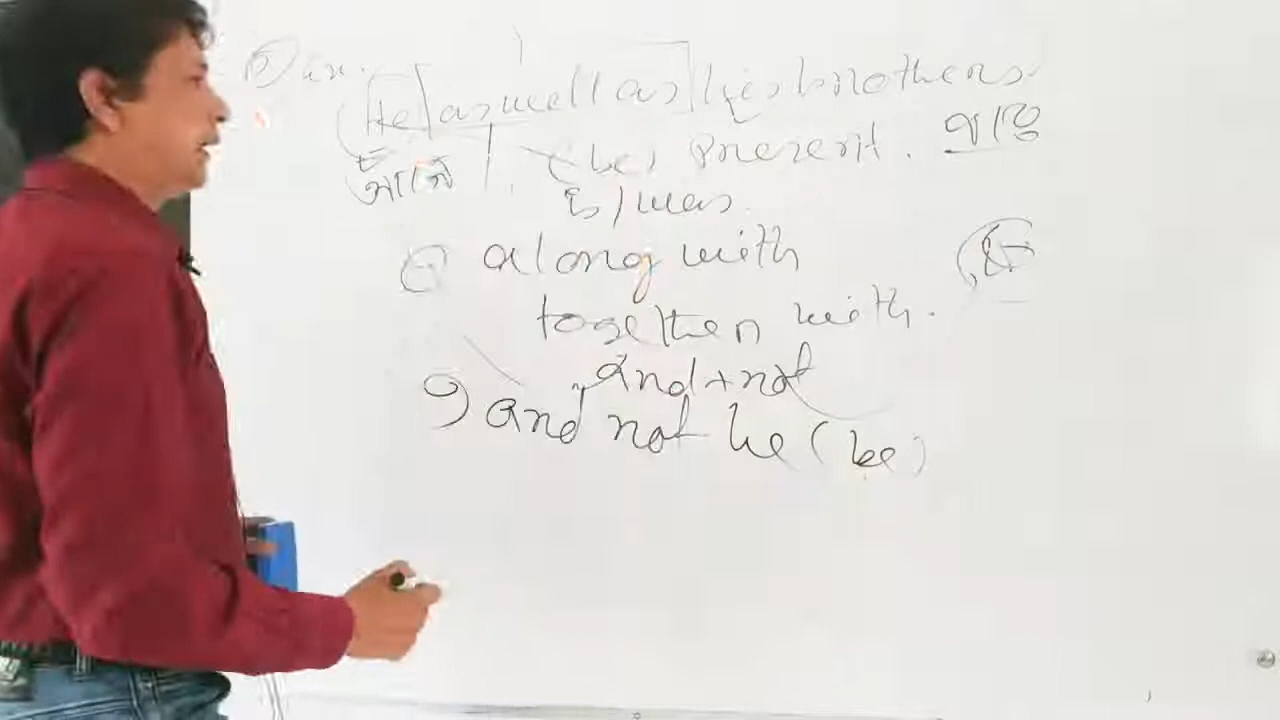 He as well as his brothers
(be) present.
is/was.
along with
together with.
and + not
and not he (be)